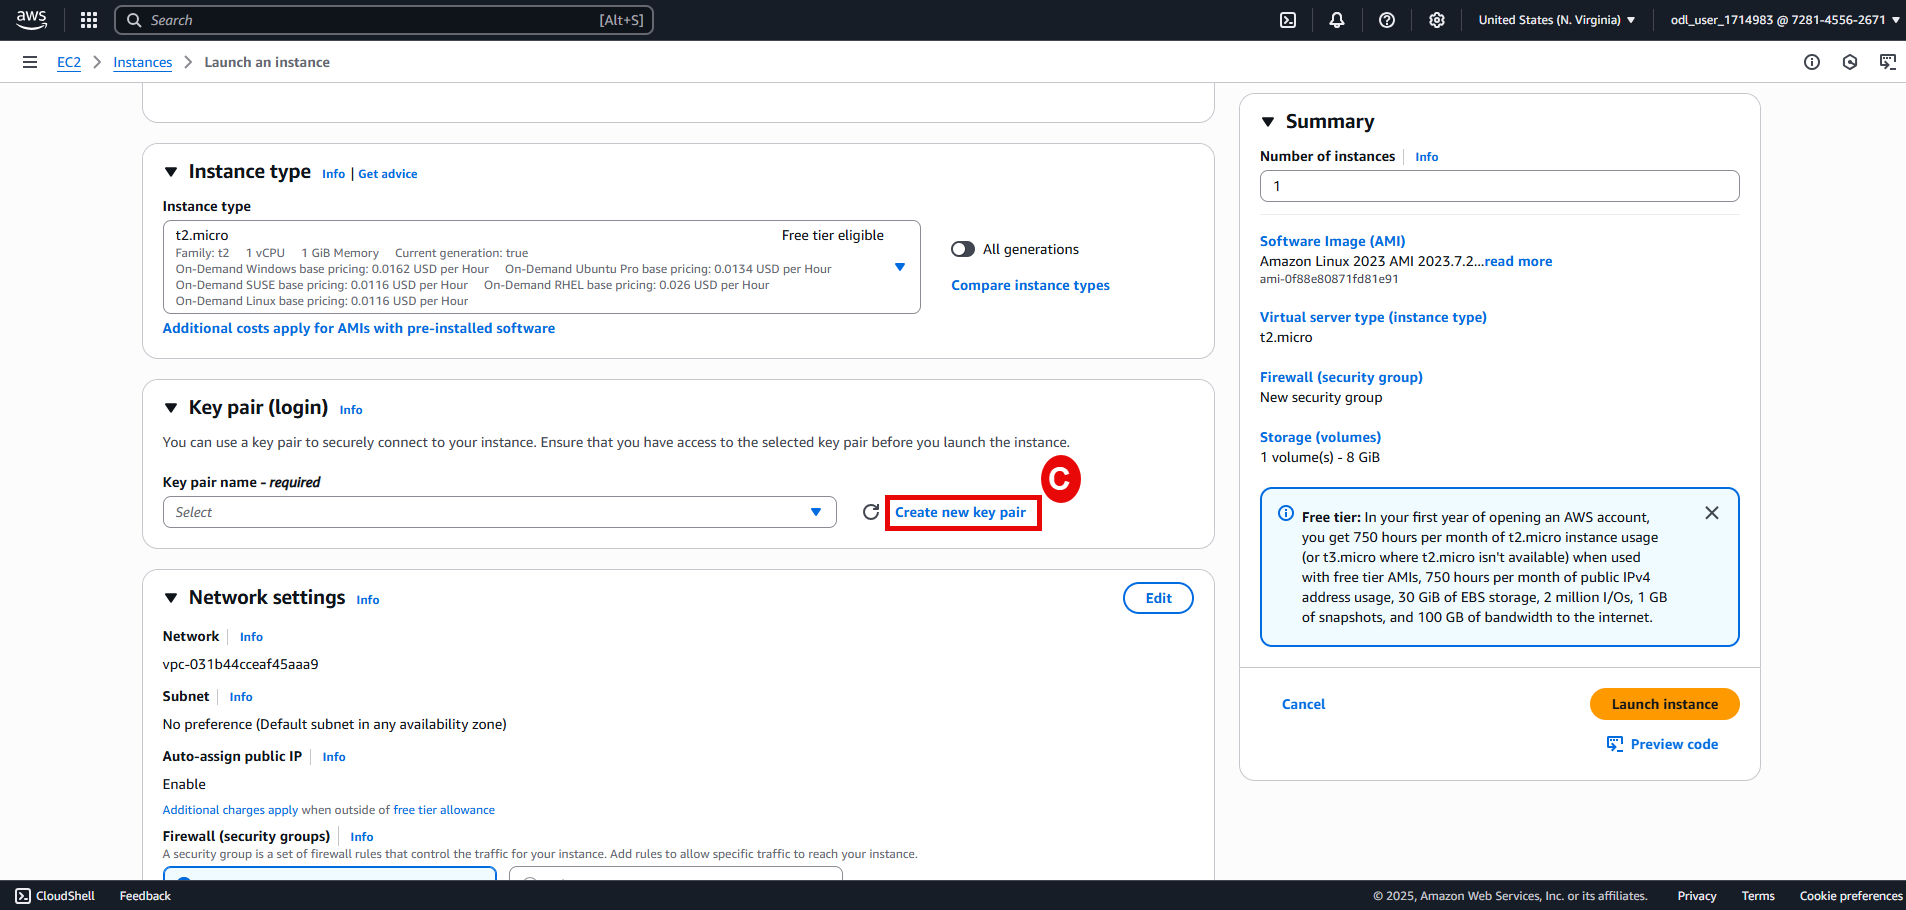 aws
Search [Alt+S]
United States (N. Virginia)
odl_user_1714983 @ 7281-4556-2671
EC2
Instances
Launch an instance
Instance type Info | Get advice
Instance type
t2.micro Free tier eligible
Family: t2 1 vCPU 1 GiB Memory Current generation: true
On-Demand Windows base pricing: 0.0162 USD per Hour On-Demand Ubuntu Pro base pricing: 0.0134 USD per Hour
On-Demand SUSE base pricing: 0.0116 USD per Hour On-Demand RHEL base pricing: 0.026 USD per Hour
On-Demand Linux base pricing: 0.0116 USD per Hour
All generations
Compare instance types
Additional costs apply for AMIs with pre-installed software
Key pair (login) Info
You can use a key pair to securely connect to your instance. Ensure that you have access to the selected key pair before you launch the instance.
Key pair name - required
Select
C
Create new key pair
Network settings Info
Edit
Network Info
vpc-031b44cceaf45aaa9
Subnet Info
No preference (Default subnet in any availability zone)
Auto-assign public IP Info
Enable
Additional charges apply when outside of free tier allowance
Firewall (security groups) Info
A security group is a set of firewall rules that control the traffic for your instance. Add rules to allow specific traffic to reach your instance.
Summary
Number of instances Info
1
Software Image (AMI)
Amazon Linux 2023 AMI 2023.7.2...read more
ami-0f88e80871fd81e91
Virtual server type (instance type)
t2.micro
Firewall (security group)
New security group
Storage (volumes)
1 volume(s) - 8 GiB
Free tier: In your first year of opening an AWS account,
you get 750 hours per month of t2.micro instance usage
(or t3.micro where t2.micro isn't available) when used
with free tier AMIs, 750 hours per month of public IPv4
address usage, 30 GiB of EBS storage, 2 million I/Os, 1 GB
of snapshots, and 100 GB of bandwidth to the internet.
Cancel
Launch instance
Preview code
CloudShell
Feedback
© 2025, Amazon Web Services, Inc. or its affiliates.
Privacy
Terms
Cookie preferences